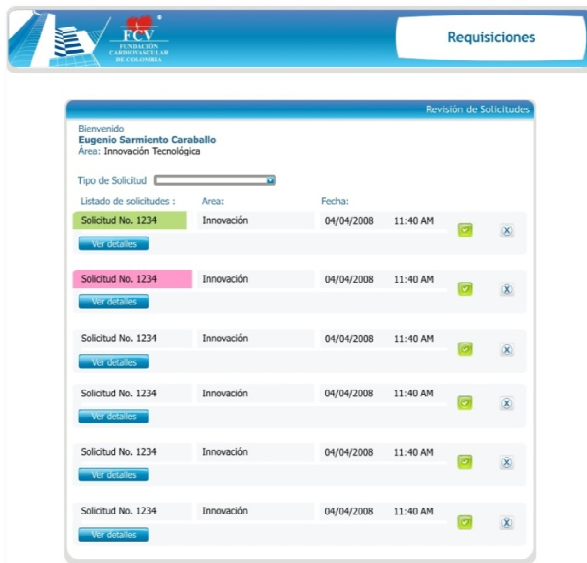 FCV
FUNDACIÓN
CARDIOVASCULAR
DE COLOMBIA
Requisiciones
Revisión de Solicitudes
Bienvenido
Eugenio Sarmiento Caraballo
Área: Innovación Tecnológica
Tipo de Solicitud
Listado de solicitudes : Area: Fecha:
Solicitud No. 1234 Innovación 04/04/2008 11:40 AM
Ver detalles
Solicitud No. 1234 Innovación 04/04/2008 11:40 AM
Ver detalles
Solicitud No. 1234 Innovación 04/04/2008 11:40 AM
Ver detalles
Solicitud No. 1234 Innovación 04/04/2008 11:40 AM
Ver detalles
Solicitud No. 1234 Innovación 04/04/2008 11:40 AM
Ver detalles
Solicitud No. 1234 Innovación 04/04/2008 11:40 AM
Ver detalles